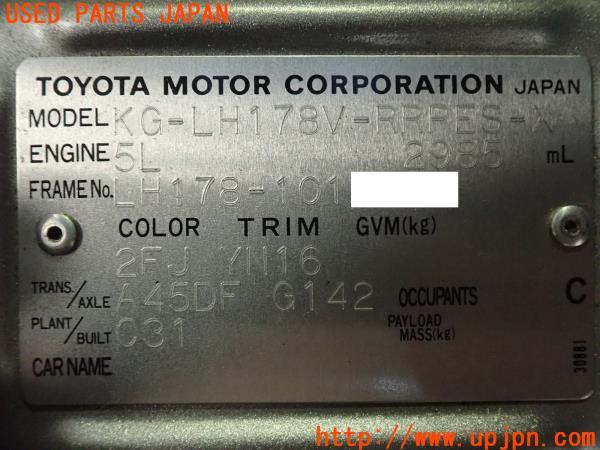 USED PARTS JAPAN
TOYOTA MOTOR CORPORATION JAPAN
MODEL KG-LH178V-RRPES-X
ENGINE 5L 2985 mL
FRAME No. LH178-101
COLOR TRIM GVM(kg)
2FJ YN16
TRANS./AXLE A45DF G142 OCCUPANTS C
PLANT/BUILT C31 PAYLOAD MASS(kg)
CAR NAME
30881
http://www.upjpn.com/